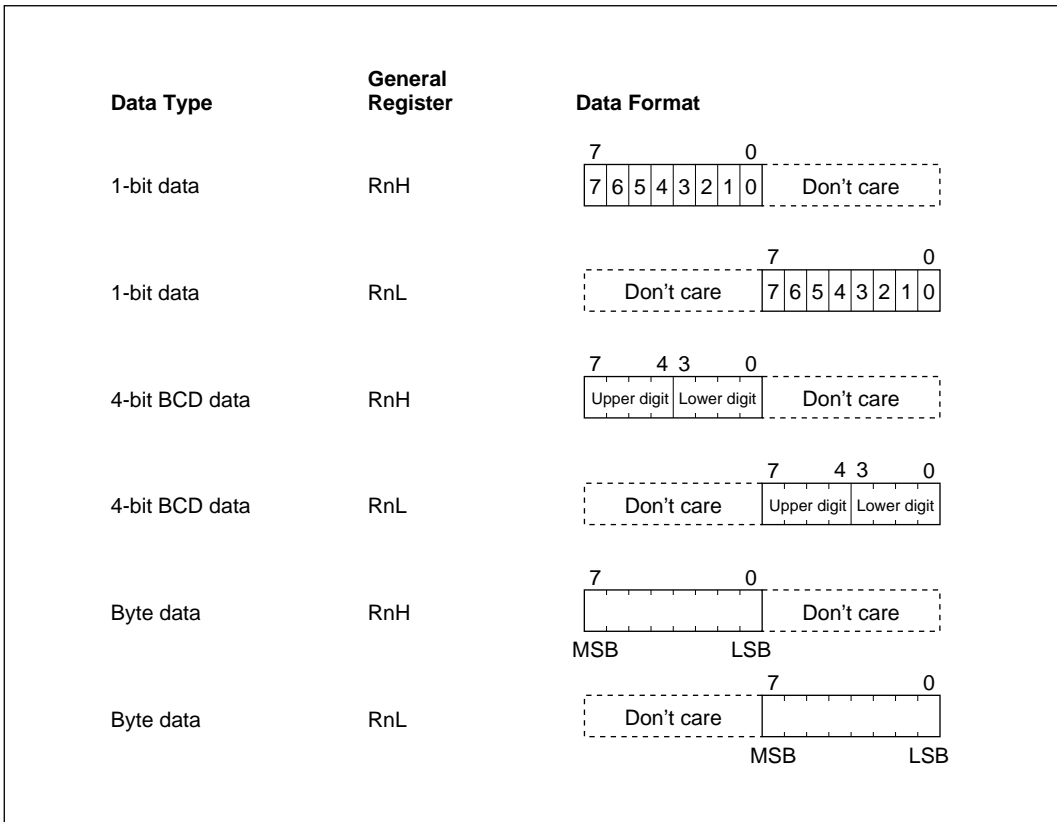 General
Data Type Register Data Format
7 0
1-bit data RnH 7 6 5 4 3 2 1 0 Don't care
7 0
1-bit data RnL Don't care 7 6 5 4 3 2 1 0
7 4 3 0
4-bit BCD data RnH Upper digit Lower digit Don't care
7 4 3 0
4-bit BCD data RnL Don't care Upper digit Lower digit
7 0
Byte data RnH Don't care
MSB LSB
7 0
Byte data RnL Don't care
MSB LSB